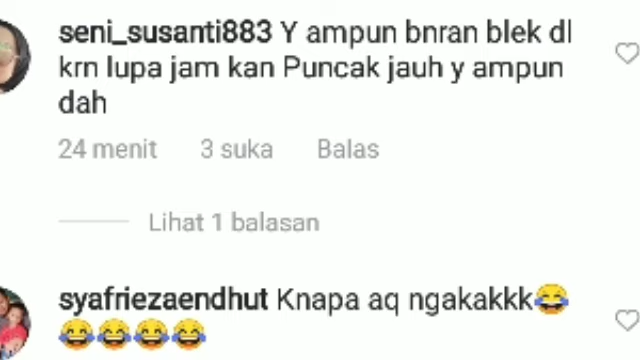 seni_susanti883 Y ampun bnran blek dl
krn lupa jam kan Puncak jauh y ampun
dah
24 menit 3 suka Balas
Lihat 1 balasan
syafriezaendhut Knapa aq ngakakkk😂
😂😂😂😂